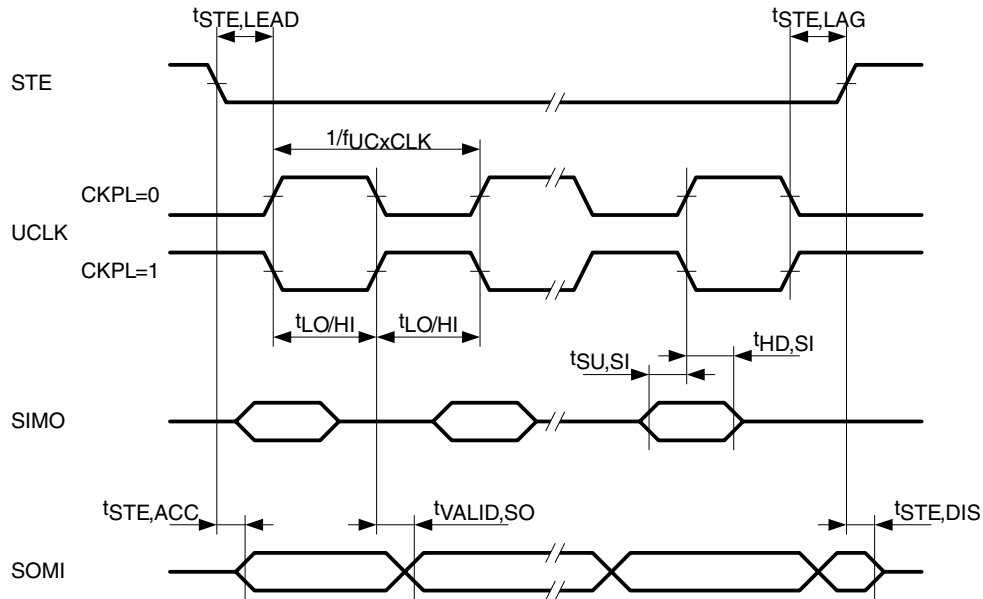 tSTE,LEAD
tSTE,LAG
STE
1/fUCxCLK
CKPL=0
UCLK
CKPL=1
tLO/HI
tLO/HI
tSU,SI
tHD,SI
SIMO
tSTE,ACC
tVALID,SO
tSTE,DIS
SOMI